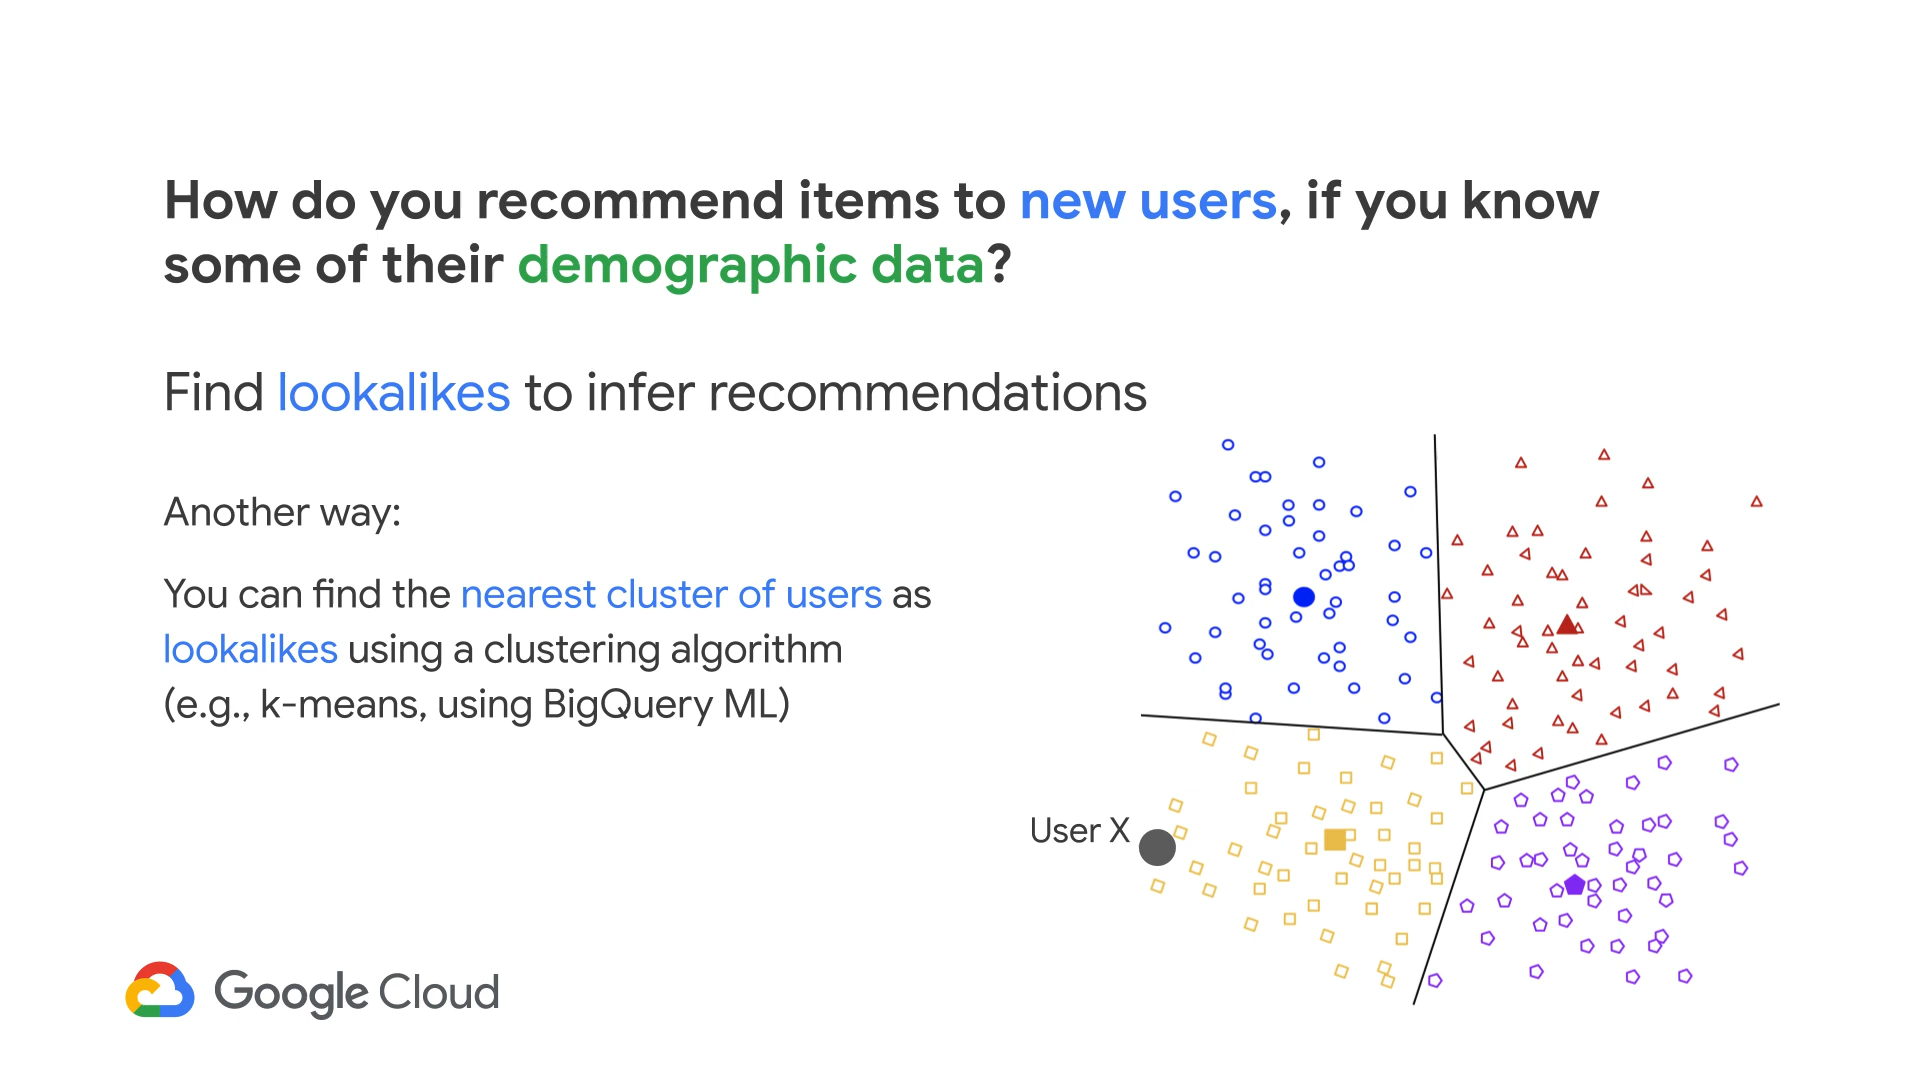 How do you recommend items to new users, if you know
some of their demographic data?
Find lookalikes to infer recommendations
Another way:
You can find the nearest cluster of users as
lookalikes using a clustering algorithm
(e.g., k-means, using BigQuery ML)
User X
Google Cloud